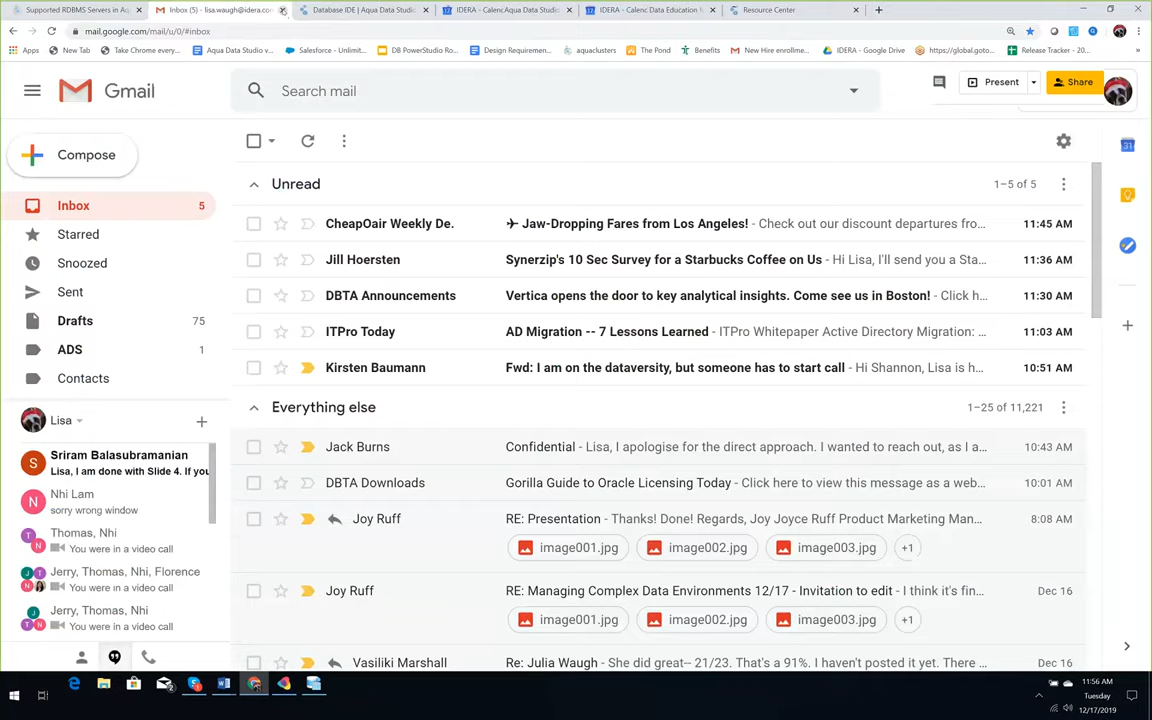 Supported RDBMS Servers in Aq
Inbox (5) - lisa.waugh@idera.co
Database IDE | Aqua Data Studio
IDERA - Calenc Aqua Data Studio
IDERA - Calenc Data Education f
Resource Center
mail.google.com/mail/u/0/#inbox
Apps
New Tab
Take Chrome every...
Aqua Data Studio v...
Salesforce - Unlimit...
DB PowerStudio Ro...
Design Requiremen...
aquaclusters
The Pond
Benefits
New Hire enrollme...
IDERA - Google Drive
https://global.goto...
Release Tracker - 20...
Gmail
Search mail
Present
Share
Compose
Inbox 5
Starred
Snoozed
Sent
Drafts 75
ADS 1
Contacts
Lisa
Sriram Balasubramanian
Lisa, I am done with Slide 4. If you
Nhi Lam
sorry wrong window
Thomas, Nhi
You were in a video call
Jerry, Thomas, Nhi, Florence
You were in a video call
Jerry, Thomas, Nhi
You were in a video call
Unread 1–5 of 5
CheapOair Weekly De. ✈ Jaw-Dropping Fares from Los Angeles! - Check out our discount departures fro... 11:45 AM
Jill Hoersten Synerzip's 10 Sec Survey for a Starbucks Coffee on Us - Hi Lisa, I'll send you a Sta... 11:36 AM
DBTA Announcements Vertica opens the door to key analytical insights. Come see us in Boston! - Click h... 11:30 AM
ITPro Today AD Migration -- 7 Lessons Learned - ITPro Whitepaper Active Directory Migration: ... 11:03 AM
Kirsten Baumann Fwd: I am on the dataversity, but someone has to start call - Hi Shannon, Lisa is h... 10:51 AM
Everything else 1–25 of 11,221
Jack Burns Confidential - Lisa, I apologise for the direct approach. I wanted to reach out, as I a... 10:43 AM
DBTA Downloads Gorilla Guide to Oracle Licensing Today - Click here to view this message as a web... 10:01 AM
Joy Ruff RE: Presentation - Thanks! Done! Regards, Joy Joyce Ruff Product Marketing Man... 8:08 AM
image001.jpg image002.jpg image003.jpg +1
Joy Ruff RE: Managing Complex Data Environments 12/17 - Invitation to edit - I think it's fin... Dec 16
image001.jpg image002.jpg image003.jpg +1
Vasiliki Marshall Re: Julia Waugh - She did great-- 21/23. That's a 91%. I haven't posted it yet. There ... Dec 16
31
11:56 AM
Tuesday
12/17/2019